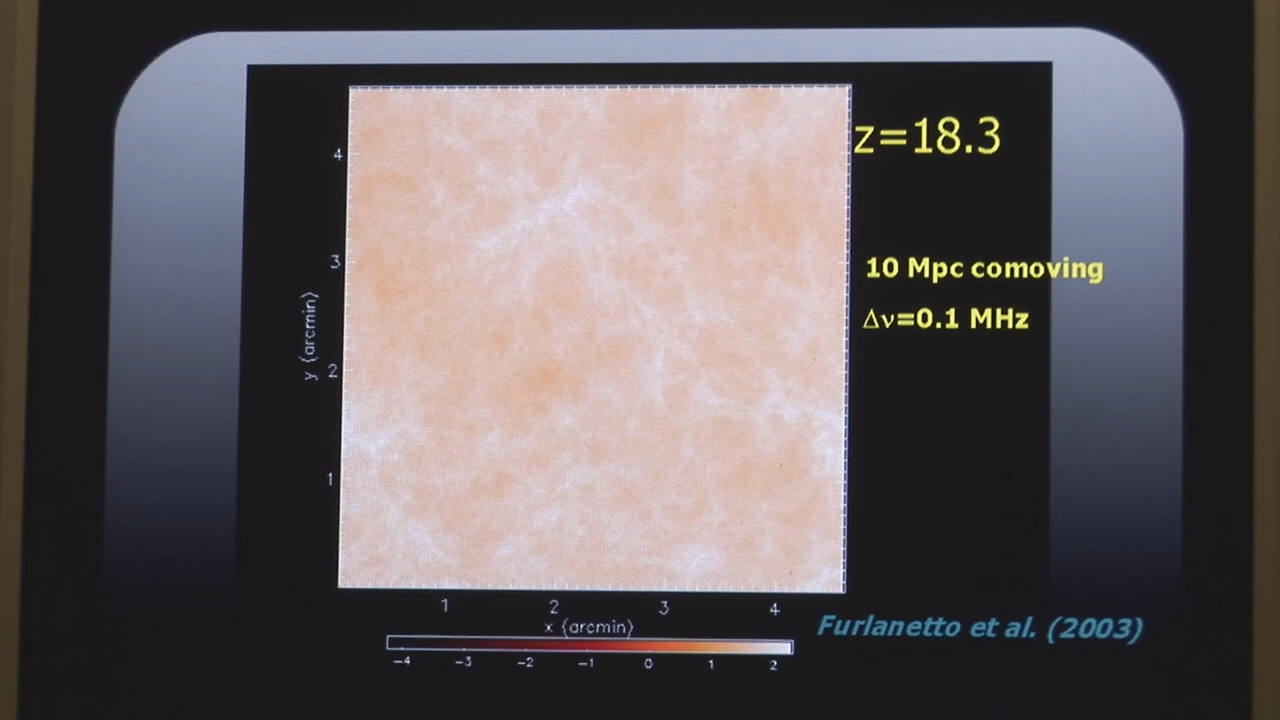 z=18.3
10 Mpc comoving
Δν=0.1 MHz
4
3
2
1
y (arcmin)
1 2 3 4
x (arcmin)
−4 −3 −2 −1 0 1 2
Furlanetto et al. (2003)